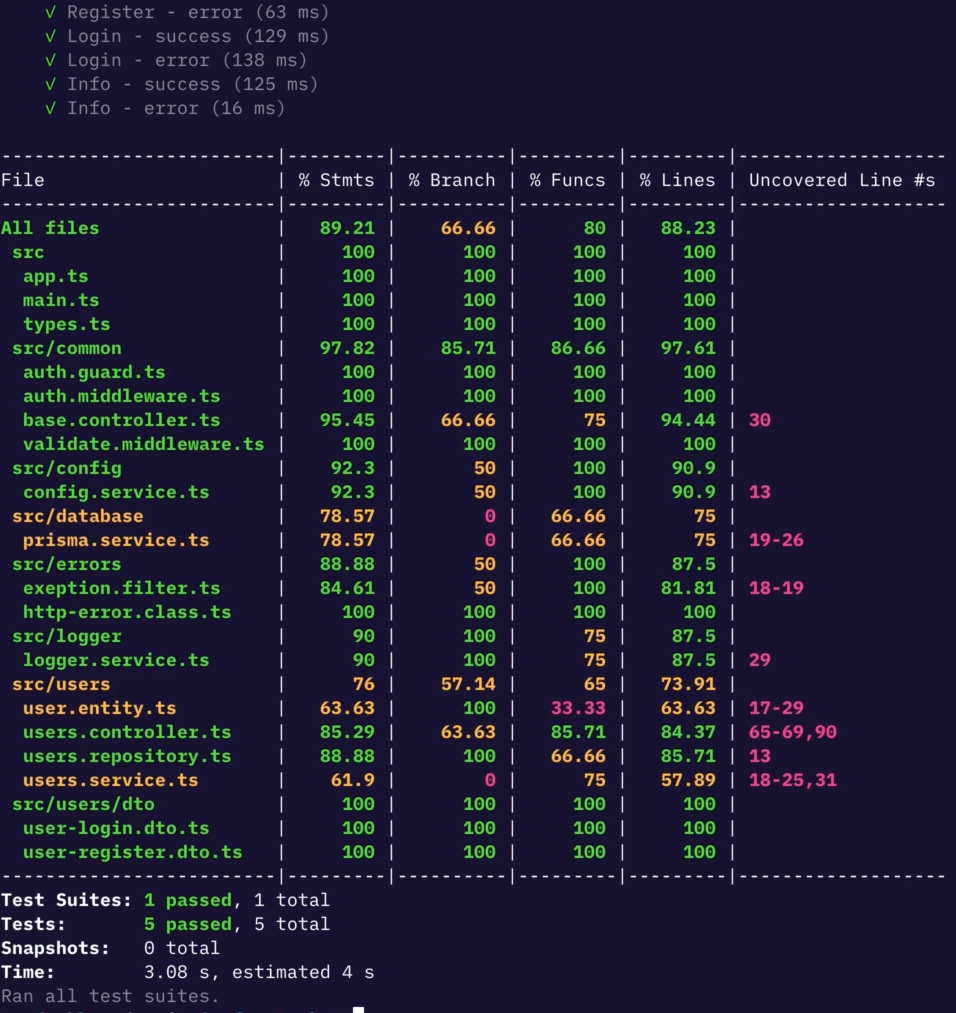 √ Register - error (63 ms)
√ Login - success (129 ms)
√ Login - error (138 ms)
√ Info - success (125 ms)
√ Info - error (16 ms)
-------------------------|---------|----------|---------|---------|-------------------
File                     | % Stmts | % Branch | % Funcs | % Lines | Uncovered Line #s
-------------------------|---------|----------|---------|---------|-------------------
All files                |   89.21 |    66.66 |      80 |   88.23 |
 src                     |     100 |      100 |     100 |     100 |
  app.ts                 |     100 |      100 |     100 |     100 |
  main.ts                |     100 |      100 |     100 |     100 |
  types.ts               |     100 |      100 |     100 |     100 |
 src/common              |   97.82 |    85.71 |   86.66 |   97.61 |
  auth.guard.ts          |     100 |      100 |     100 |     100 |
  auth.middleware.ts     |     100 |      100 |     100 |     100 |
  base.controller.ts     |   95.45 |    66.66 |      75 |   94.44 | 30
  validate.middleware.ts |     100 |      100 |     100 |     100 |
 src/config              |    92.3 |       50 |     100 |    90.9 |
  config.service.ts      |    92.3 |       50 |     100 |    90.9 | 13
 src/database            |   78.57 |        0 |   66.66 |      75 |
  prisma.service.ts      |   78.57 |        0 |   66.66 |      75 | 19-26
 src/errors              |   88.88 |       50 |     100 |    87.5 |
  exeption.filter.ts     |   84.61 |       50 |     100 |   81.81 | 18-19
  http-error.class.ts    |     100 |      100 |     100 |     100 |
 src/logger              |      90 |      100 |      75 |    87.5 |
  logger.service.ts      |      90 |      100 |      75 |    87.5 | 29
 src/users               |      76 |    57.14 |      65 |   73.91 |
  user.entity.ts         |   63.63 |      100 |   33.33 |   63.63 | 17-29
  users.controller.ts    |   85.29 |    63.63 |   85.71 |   84.37 | 65-69,90
  users.repository.ts    |   88.88 |      100 |   66.66 |   85.71 | 13
  users.service.ts       |    61.9 |        0 |      75 |   57.89 | 18-25,31
 src/users/dto           |     100 |      100 |     100 |     100 |
  user-login.dto.ts      |     100 |      100 |     100 |     100 |
  user-register.dto.ts   |     100 |      100 |     100 |     100 |
-------------------------|---------|----------|---------|---------|-------------------
Test Suites: 1 passed, 1 total
Tests:       5 passed, 5 total
Snapshots:   0 total
Time:        3.08 s, estimated 4 s
Ran all test suites.